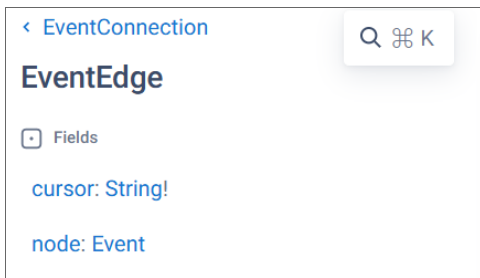 ‹ EventConnection
⌘ K
EventEdge
Fields
cursor: String!
node: Event